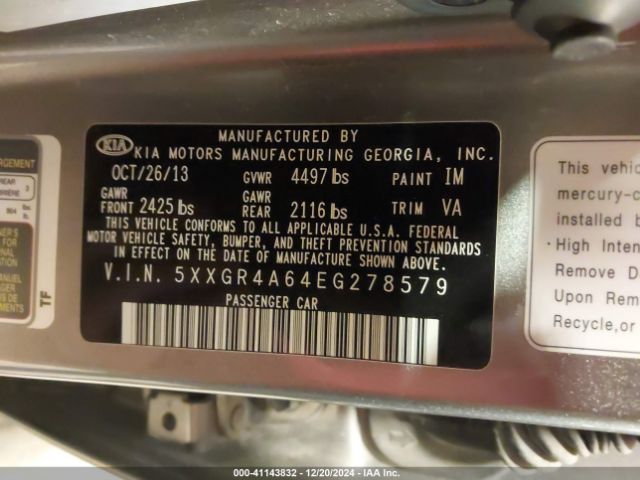 MANUFACTURED BY
KIA KIA MOTORS MANUFACTURING GEORGIA, INC.
OCT/26/13 GVWR 4497 lbs PAINT IM
GAWR GAWR
FRONT 2425 lbs REAR 2116 lbs TRIM VA
THIS VEHICLE CONFORMS TO ALL APPLICABLE U.S.A. FEDERAL
MOTOR VEHICLE SAFETY, BUMPER, AND THEFT PREVENTION STANDARDS
IN EFFECT ON THE DATE OF MANUFACTURE SHOWN ABOVE.
V.I.N. 5XXGR4A64EG278579
PASSENGER CAR
TF
This vehic
mercury-c
installed b
· High Inten
Remove D
Upon Rem
Recycle,or
000-41143832 - 12/20/2024 - IAA Inc.